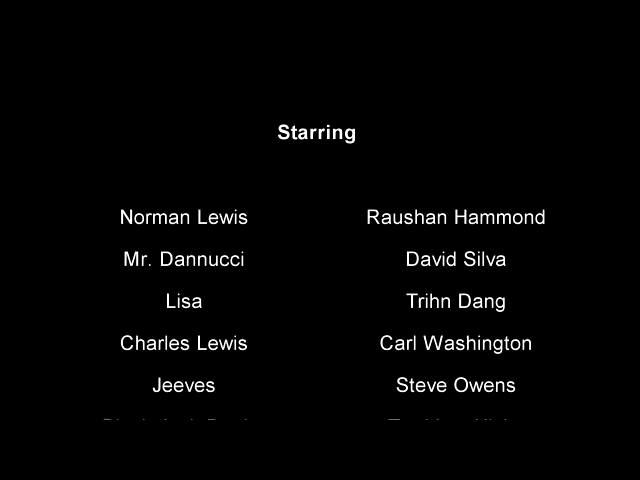 Starring
Norman Lewis Raushan Hammond
Mr. Dannucci David Silva
Lisa Trihn Dang
Charles Lewis Carl Washington
Jeeves Steve Owens